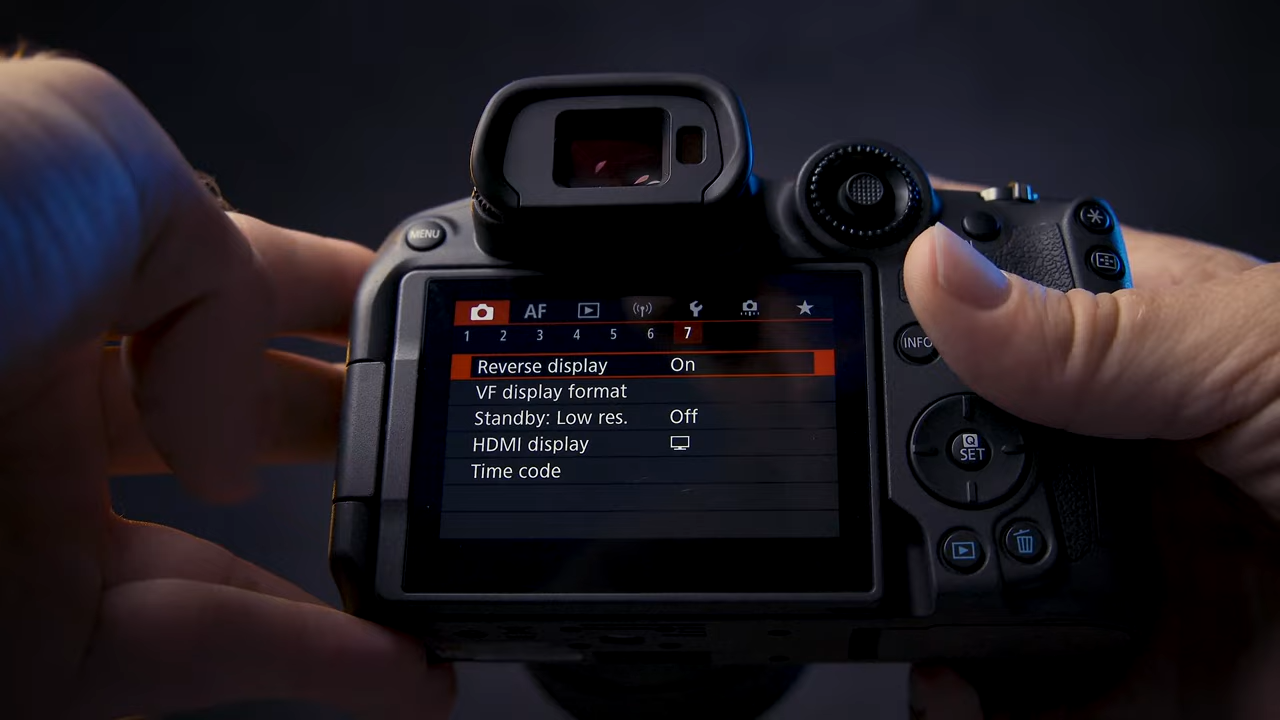 MENU
AF
1 2 3 4 5 6 7
Reverse display On
VF display format
Standby: Low res. Off
HDMI display
Time code
INFO
Q
SET